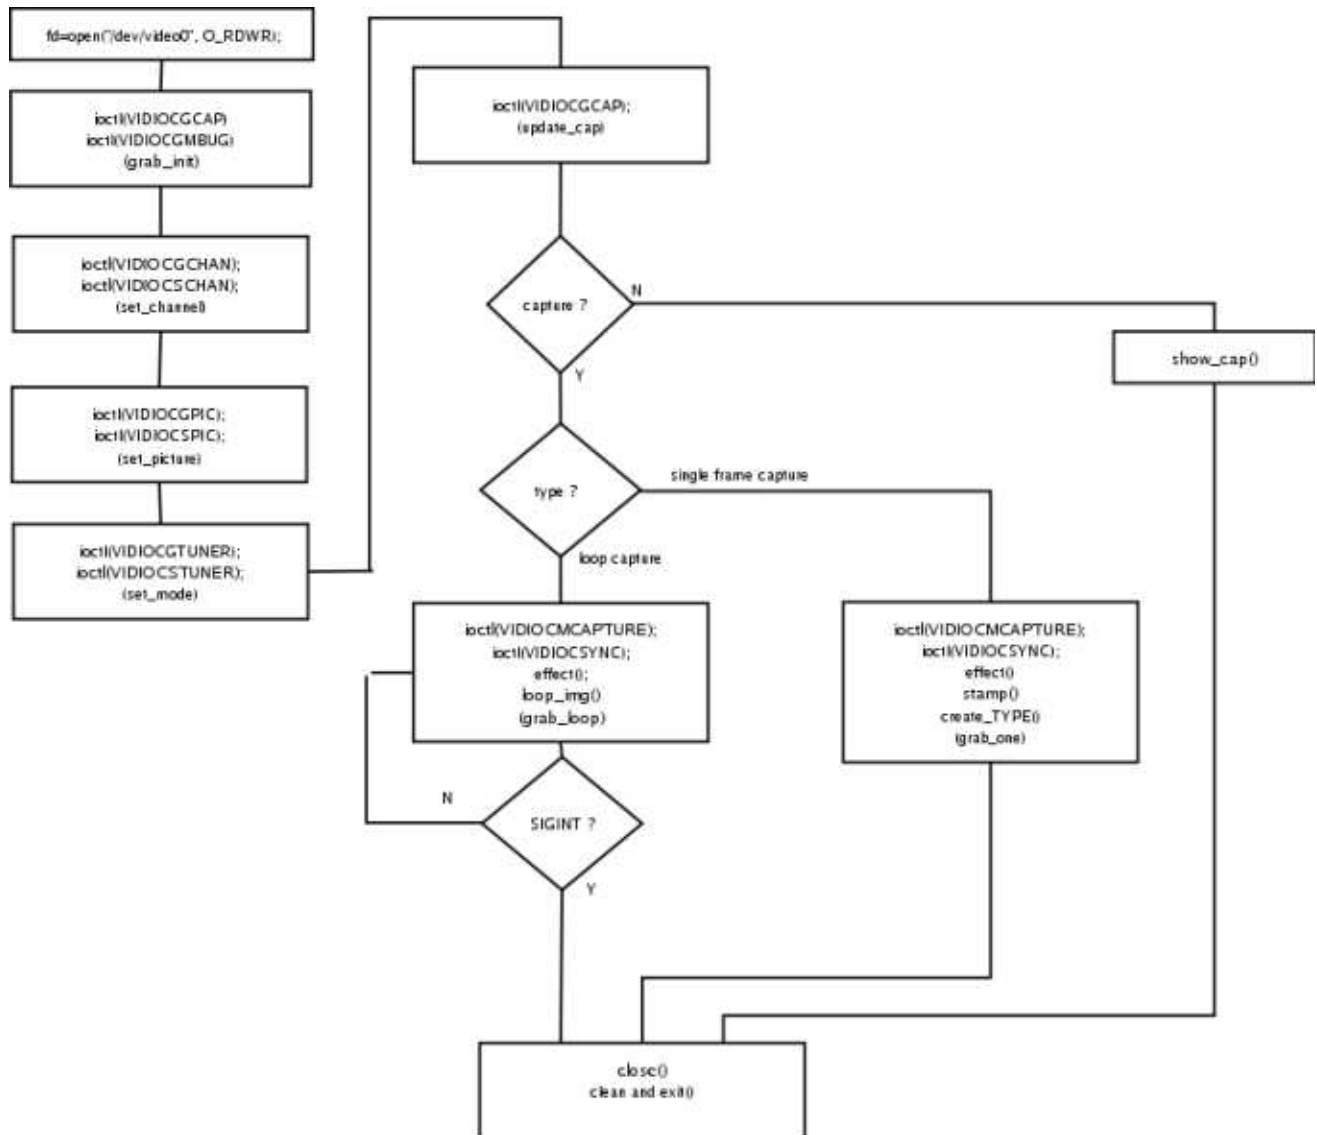 fd=open("/dev/video0", O_RDWR);
ioctl(VIDIOCGCAP)
ioctl(VIDIOCGMBUG)
(grab_init)
ioctl(VIDIOCGCHAN);
ioctl(VIDIOCSCHAN);
(set_channel)
ioctl(VIDIOCGPIC);
ioctl(VIDIOCSPIC);
(set_picture)
ioctl(VIDIOCGTUNER);
ioctl(VIDIOCSTUNER);
(set_mode)
ioctl(VIDIOCGCAP);
(update_cap)
capture ?
N
Y
show_cap()
type ?
single frame capture
loop capture
ioctl(VIDIOCMCAPTURE);
ioctl(VIDIOCSYNC);
effect();
loop_img()
(grab_loop)
SIGINT ?
N
Y
ioctl(VIDIOCMCAPTURE);
ioctl(VIDIOCSYNC);
effect()
stamp()
create_TYPE()
(grab_one)
close()
clean and exit()